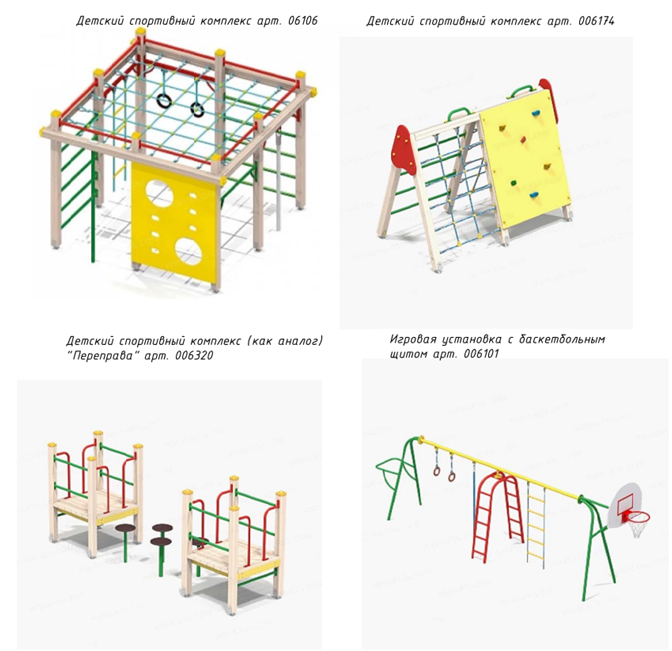 Детский спортивный комплекс арт. 06106
Детский спортивный комплекс арт. 006174
Детский спортивный комплекс (как аналог)
"Переправа" арт. 006320
Игровая установка с баскетбольным
щитом арт. 006101